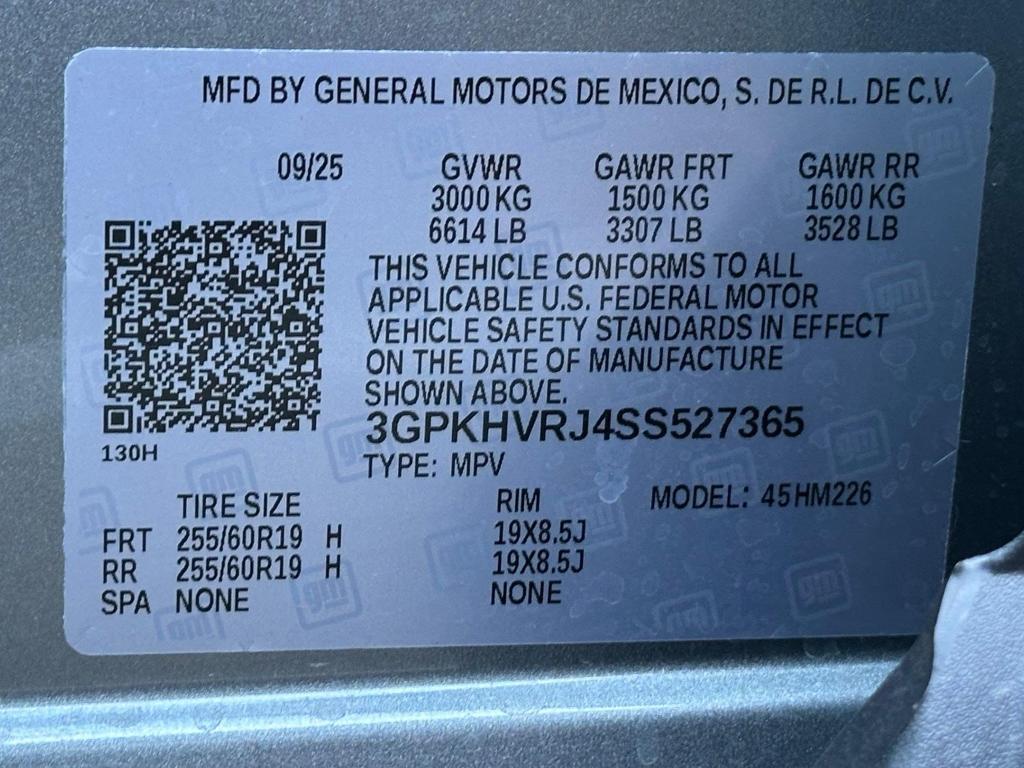 MFD BY GENERAL MOTORS DE MEXICO, S. DE R.L. DE C.V.
09/25 GVWR GAWR FRT GAWR RR
3000 KG 1500 KG 1600 KG
6614 LB 3307 LB 3528 LB
THIS VEHICLE CONFORMS TO ALL
APPLICABLE U.S. FEDERAL MOTOR
VEHICLE SAFETY STANDARDS IN EFFECT
ON THE DATE OF MANUFACTURE
SHOWN ABOVE.
3GPKHVRJ4SS527365
130H
TYPE: MPV
TIRE SIZE RIM MODEL: 45HM226
FRT 255/60R19 H 19X8.5J
RR 255/60R19 H 19X8.5J
SPA NONE NONE